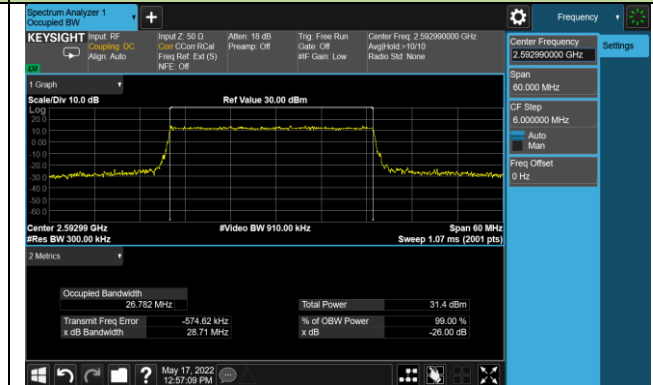 Spectrum Analyzer 1
Occupied BW
Frequency
KEYSIGHT
Input: RF
Coupling: DC
Align: Auto
Input Z: 50 Ω
Corr CCorr RCal
Freq Ref: Ext (S)
NFE: Off
Atten: 18 dB
Preamp: Off
Trig: Free Run
Gate: Off
#IF Gain: Low
Center Freq: 2.592990000 GHz
Avg|Hold:>10/10
Radio Std: None
LW
1 Graph
Scale/Div 10.0 dB
Ref Value 30.00 dBm
Log
20.0
10.0
0.00
-10.0
-20.0
-30.0
-40.0
-50.0
-60.0
Center 2.59299 GHz
#Video BW 910.00 kHz
Span 60 MHz
#Res BW 300.00 kHz
Sweep 1.07 ms (2001 pts)
2 Metrics
Occupied Bandwidth
26.782 MHz
Total Power
31.4 dBm
Transmit Freq Error
-574.62 kHz
% of OBW Power
99.00 %
x dB Bandwidth
28.71 MHz
x dB
-26.00 dB
May 17, 2022
12:57:09 PM
Center Frequency
2.592990000 GHz
Settings
Span
60.000 MHz
CF Step
6.000000 MHz
Auto
Man
Freq Offset
0 Hz